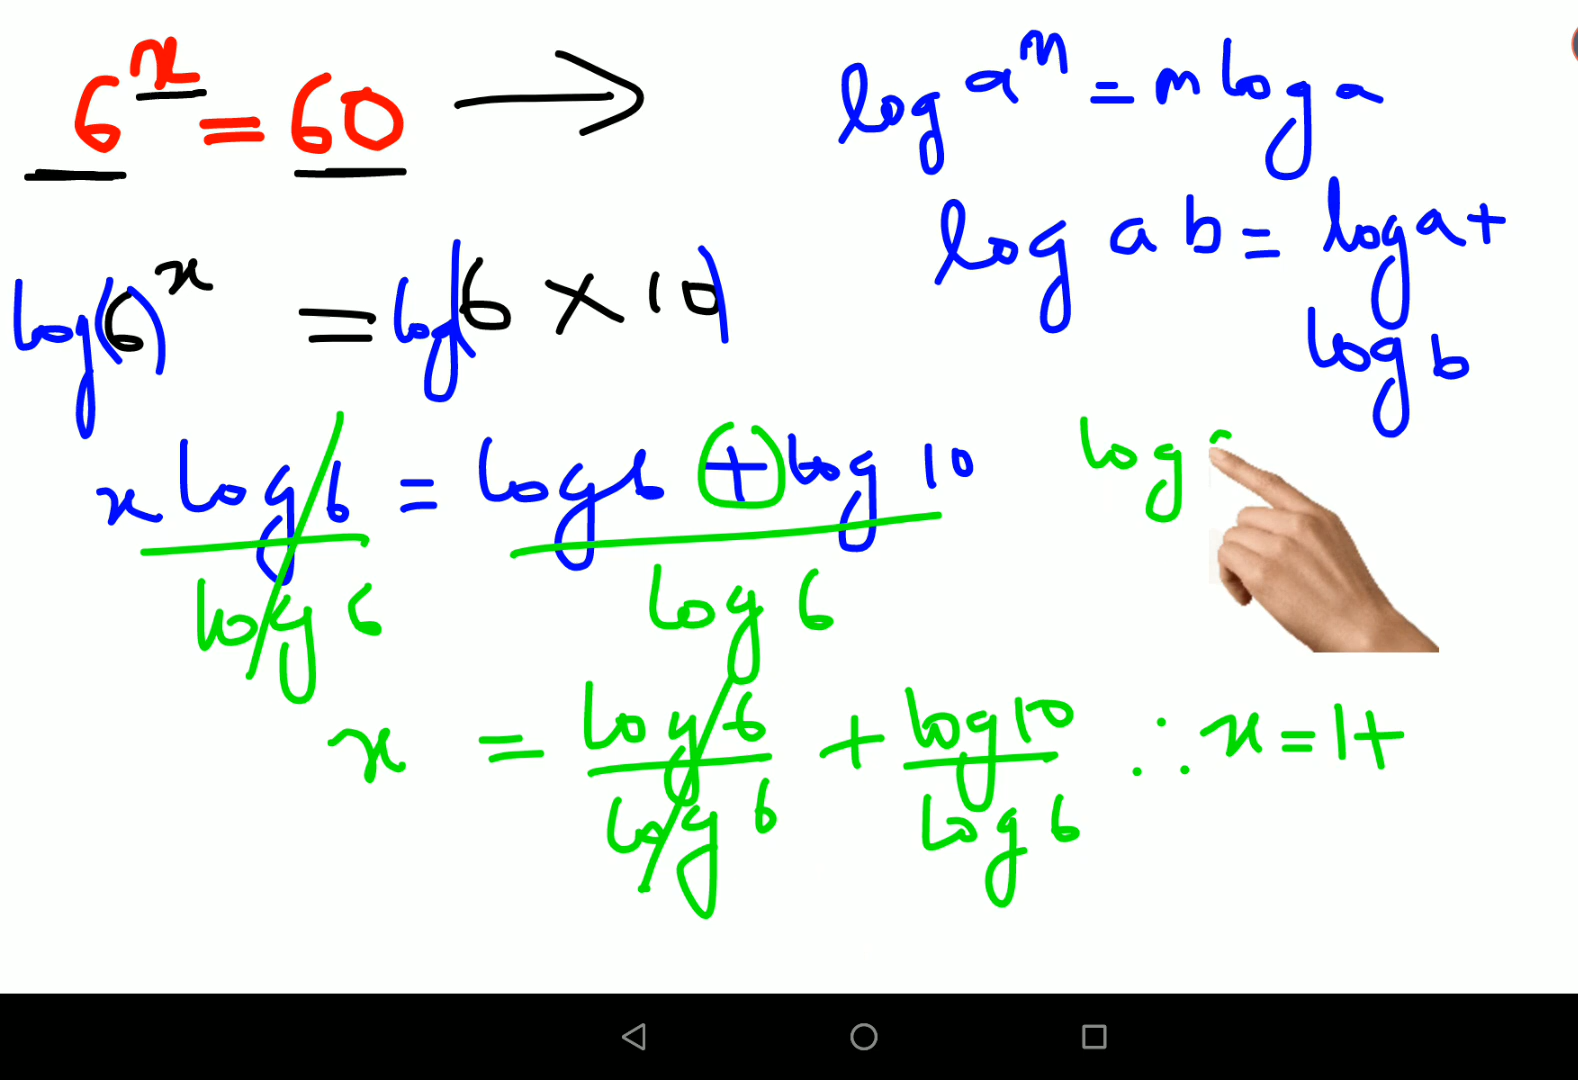 6^x = 60 →
log a^m = m log a
log ab = log a +
log b
log(6)^x = log(6 × 10)
x log 6 / log 6 = log 6 + log 10 / log 6
log
x = log 6 / log 6 + log 10 / log 6 ∴ x = 1 +